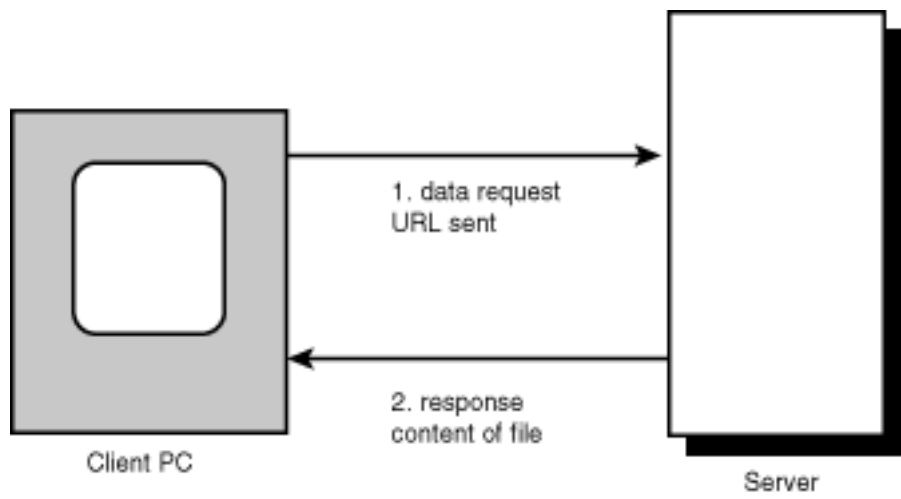 1. data request
URL sent
2. response
content of file
Client PC
Server